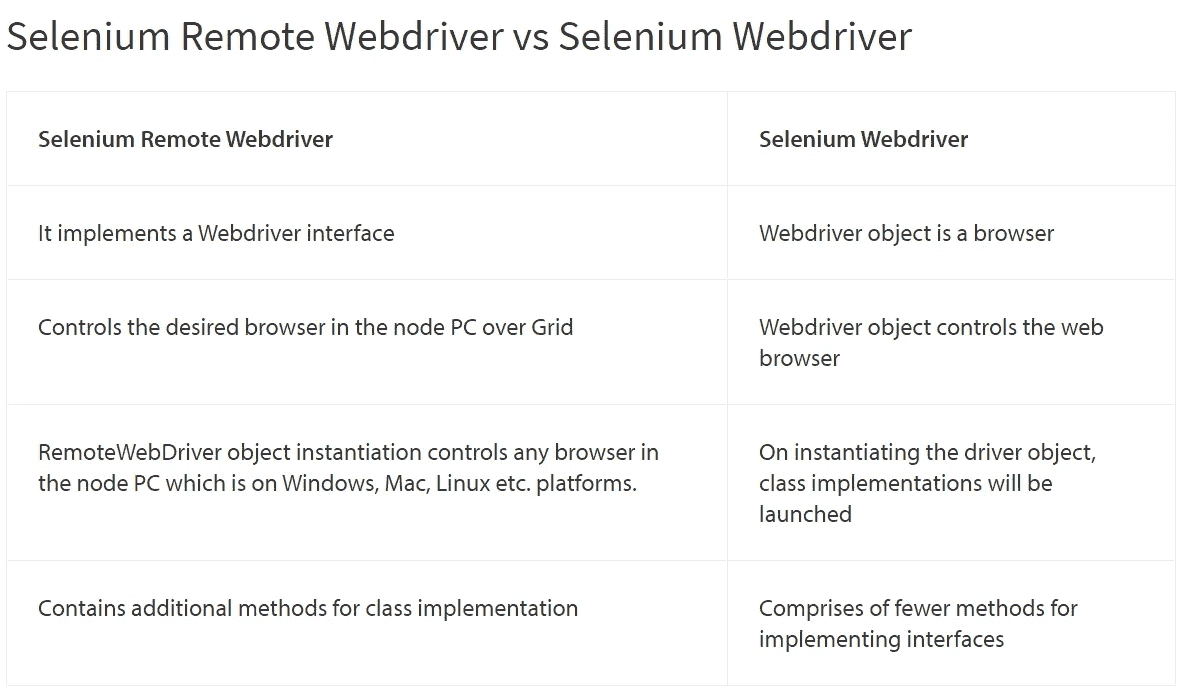 Selenium Remote Webdriver vs Selenium Webdriver
Selenium Remote Webdriver
Selenium Webdriver
It implements a Webdriver interface
Webdriver object is a browser
Controls the desired browser in the node PC over Grid
Webdriver object controls the web
browser
RemoteWebDriver object instantiation controls any browser in
the node PC which is on Windows, Mac, Linux etc. platforms.
On instantiating the driver object,
class implementations will be
launched
Contains additional methods for class implementation
Comprises of fewer methods for
implementing interfaces